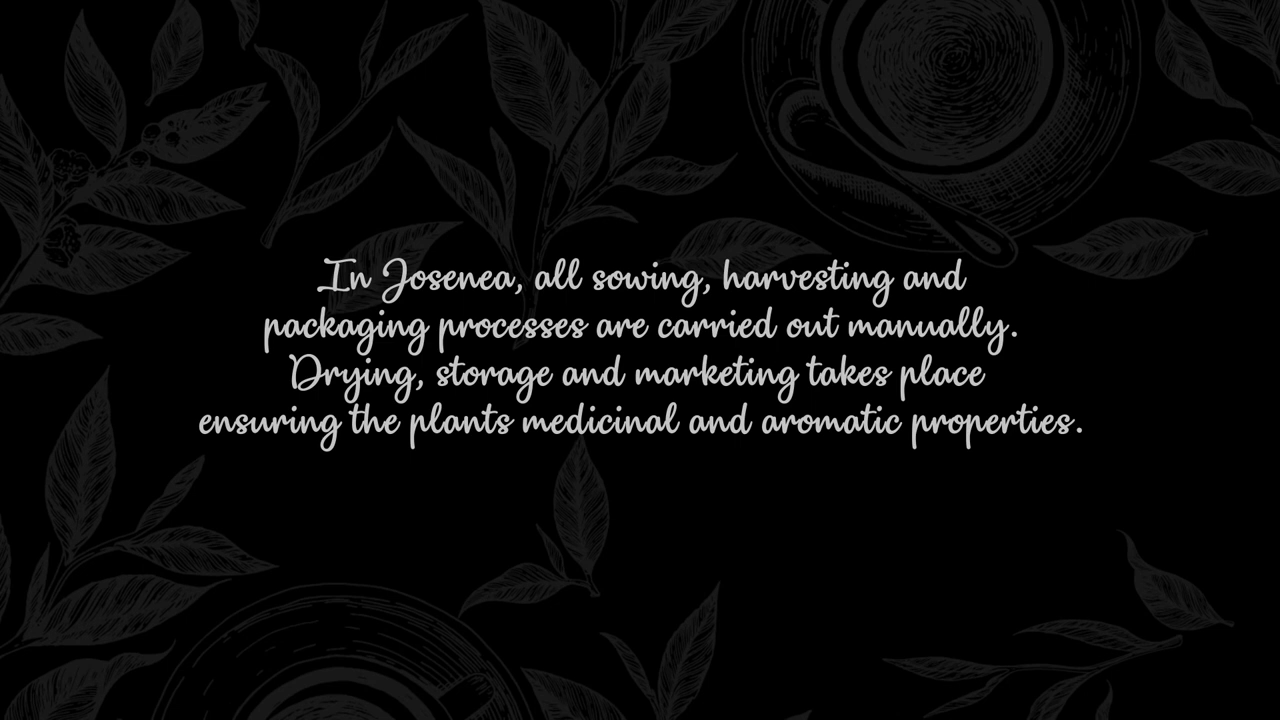 In Josenea, all sowing, harvesting and
packaging processes are carried out manually.
Drying, storage and marketing takes place
ensuring the plants medicinal and aromatic properties.